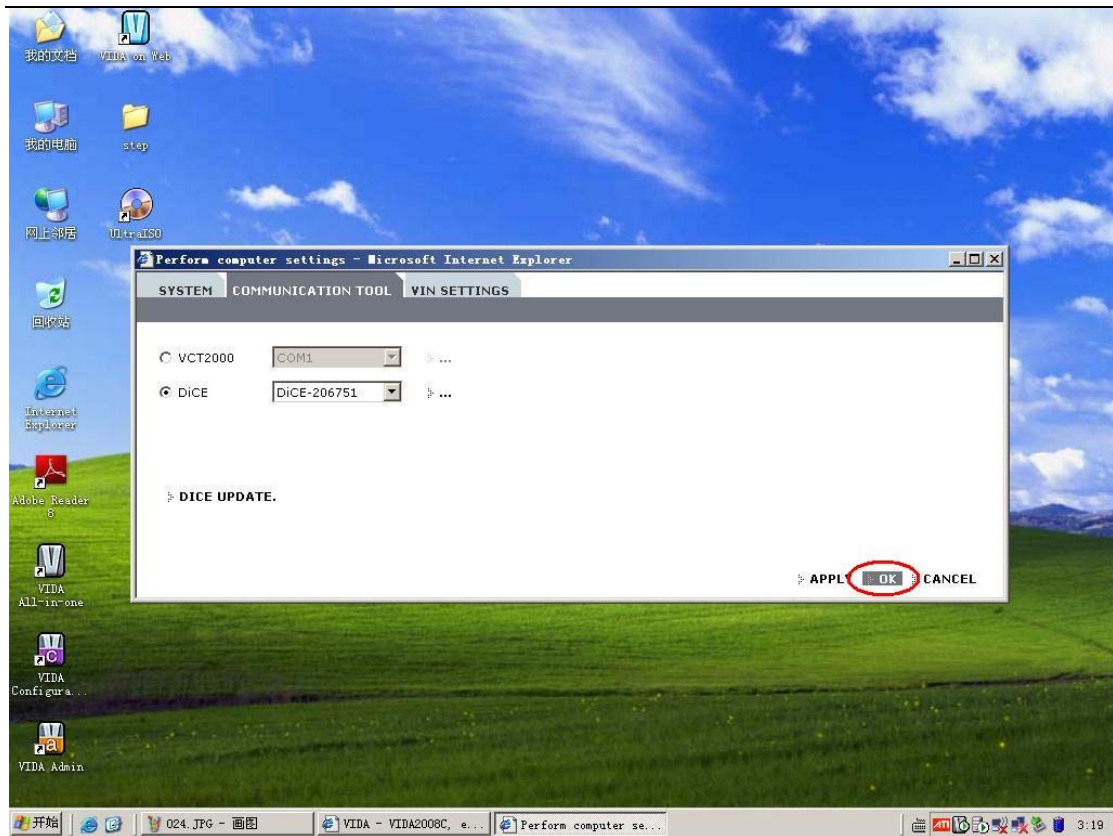 我的文档
VIDA on Web
我的电脑
step
网上邻居
UltraISO
回收站
Internet Explorer
Adobe Reader
8
VIDA
All-in-one
VIDA
Configura...
VIDA Admin
Perform computer settings - Microsoft Internet Explorer
SYSTEM COMMUNICATION TOOL VIN SETTINGS
VCT2000 COM1 ...
DiCE DiCE-206751 ...
DICE UPDATE.
APPLY OK CANCEL
开始 024.JPG - 画图 VIDA - VIDA2008C, e... Perform computer se... ATI 3:19